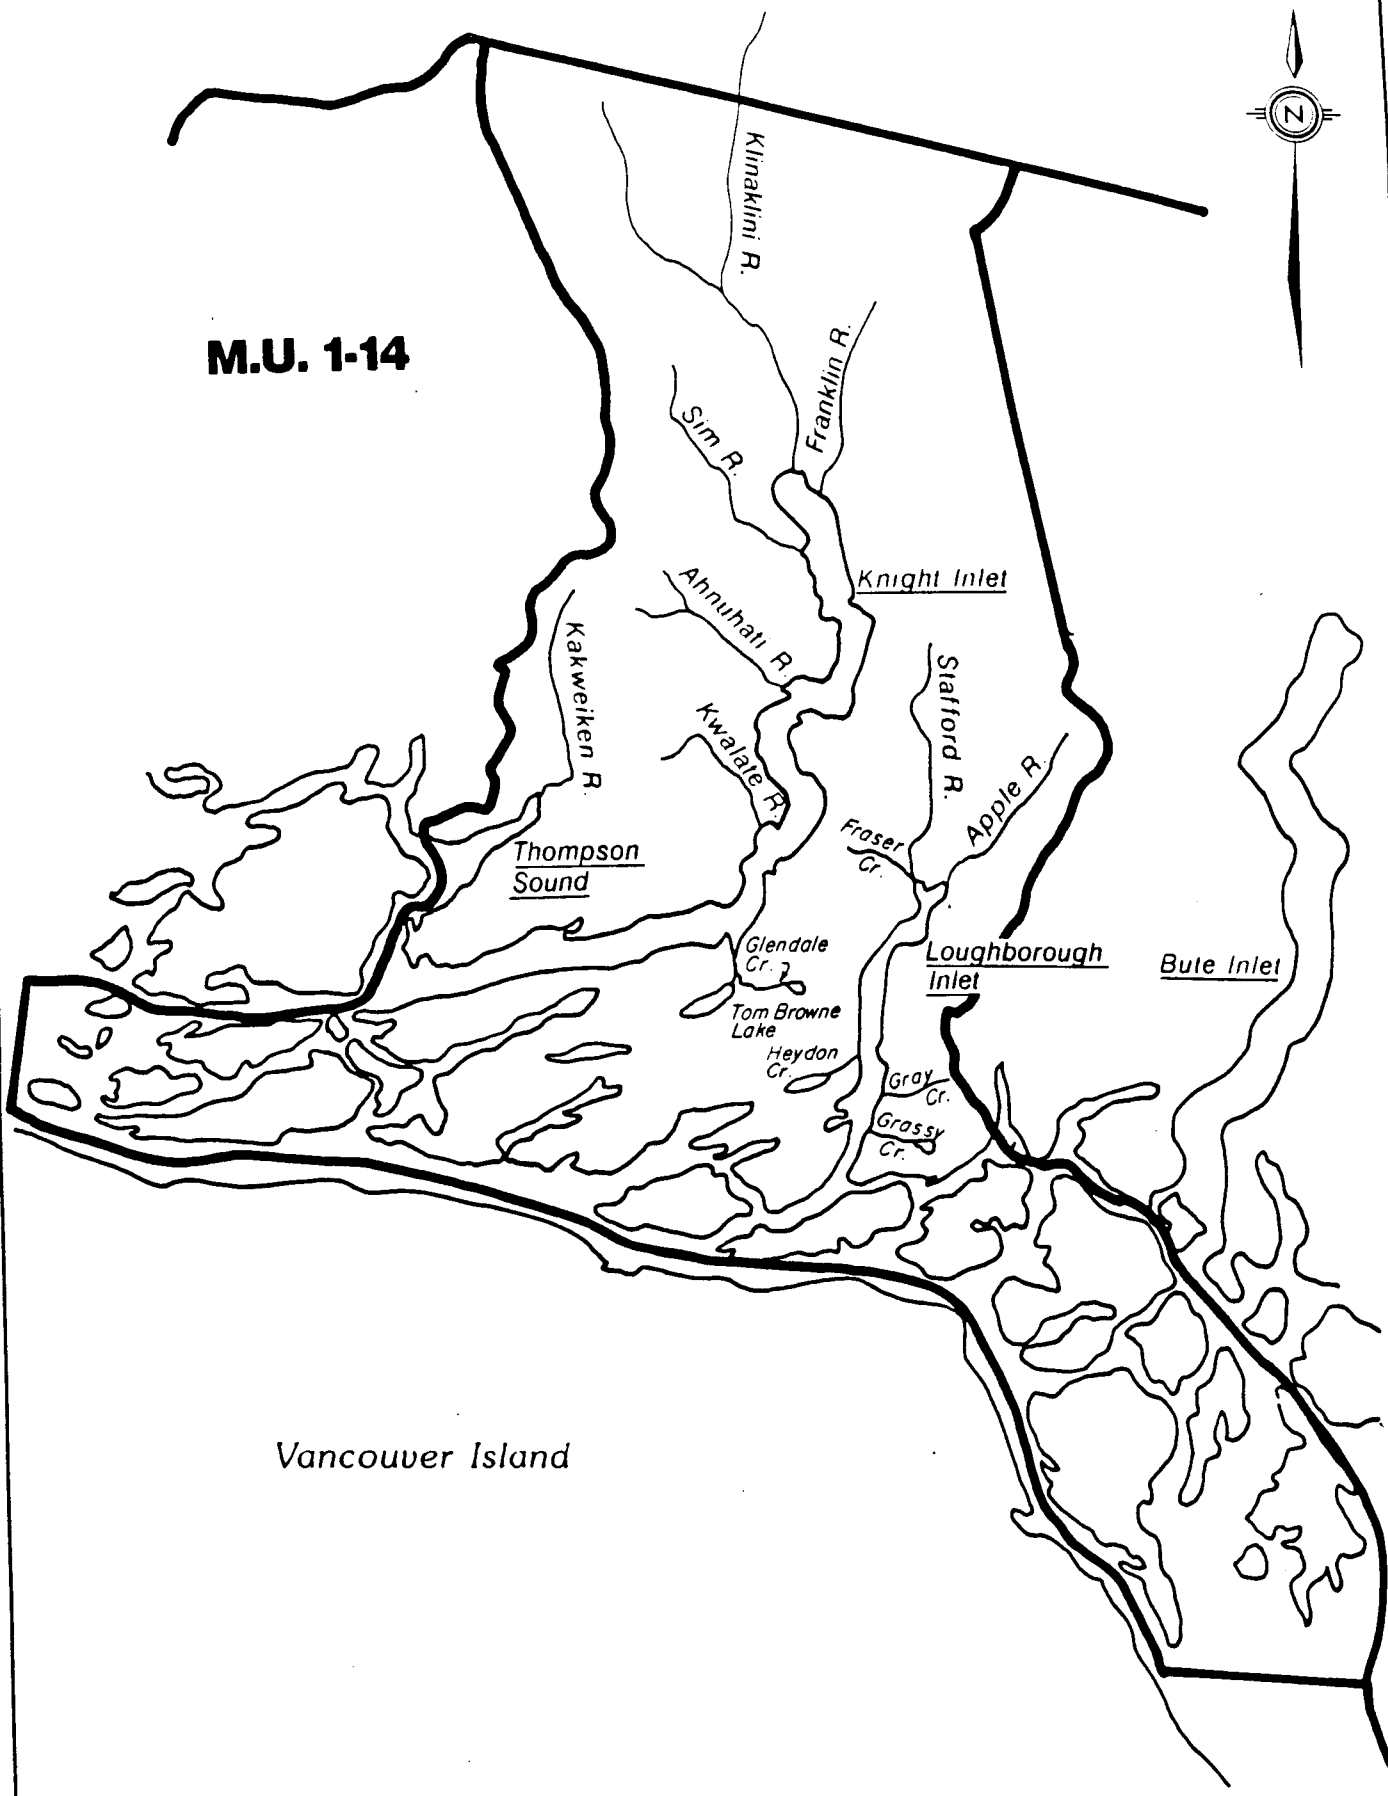 N
Klinaklini R.
M.U. 1-14
Franklin R.
Sim R.
Knight Inlet
Ahnuhati R.
Kakweiken R.
Stafford R.
Kwalate R.
Apple R.
Fraser
Cr.
Thompson
Sound
Glendale
Cr.
Loughborough
Inlet
Bute Inlet
Tom Browne
Lake
Heydon
Cr.
Gray
Cr.
Grassy
Cr.
Vancouver Island